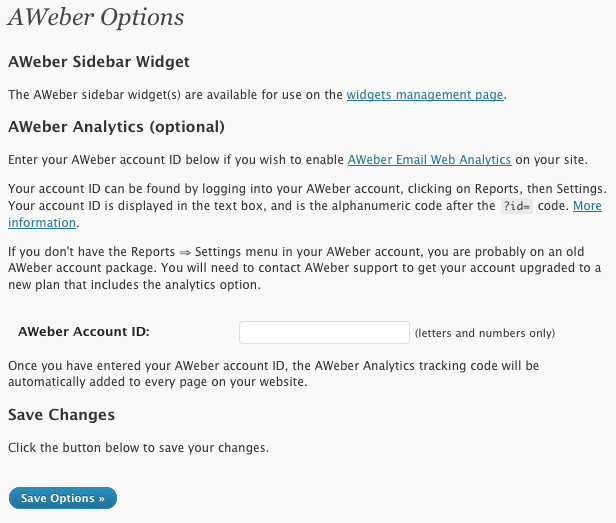 AWeber Options
AWeber Sidebar Widget
The AWeber sidebar widget(s) are available for use on the widgets management page.
AWeber Analytics (optional)
Enter your AWeber account ID below if you wish to enable AWeber Email Web Analytics on your site.
Your account ID can be found by logging into your AWeber account, clicking on Reports, then Settings.
Your account ID is displayed in the text box, and is the alphanumeric code after the ?id= code. More
information.
If you don't have the Reports ⇒ Settings menu in your AWeber account, you are probably on an old
AWeber account package. You will need to contact AWeber support to get your account upgraded to
a new plan that includes the analytics option.
AWeber Account ID: (letters and numbers only)
Once you have entered your AWeber account ID, the AWeber Analytics tracking code will be
automatically added to every page on your website.
Save Changes
Click the button below to save your changes.
Save Options »